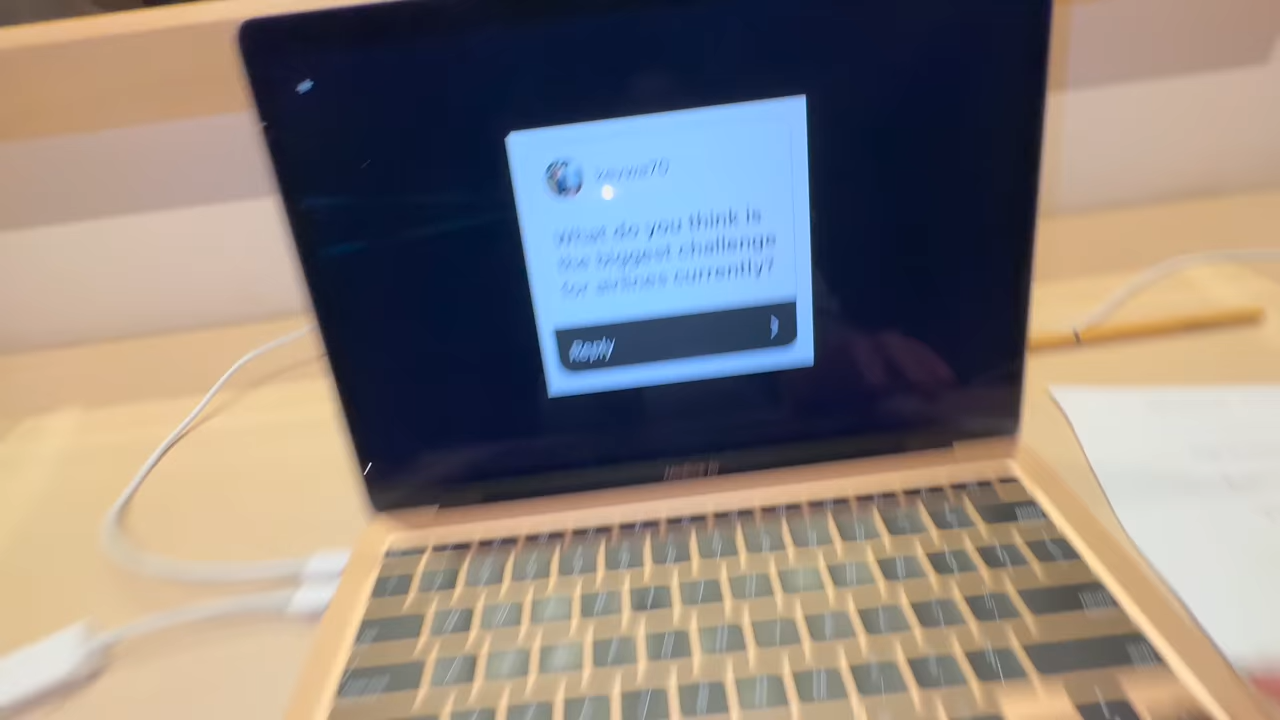 What do you think is
the biggest challenge
for airlines currently?
Reply